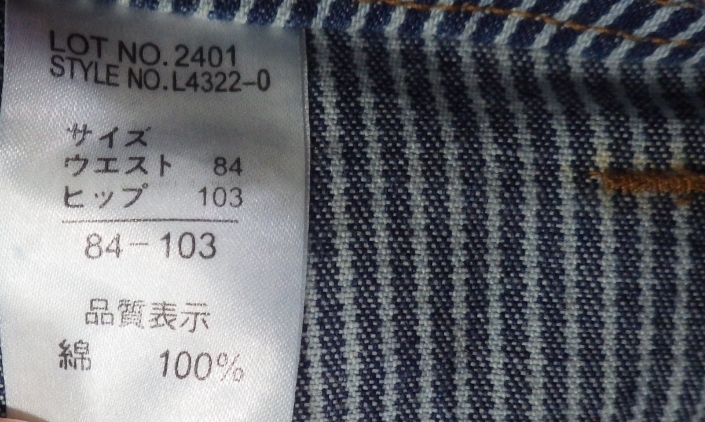 LOT NO. 2401
STYLE NO. L4322-0
サイズ
ウエスト 84
ヒップ 103
84-103
品質表示
綿 100%